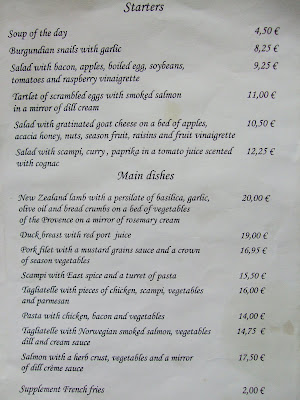 Starters
Soup of the day 4,50 €
Burgundian snails with garlic 8,25 €
Salad with bacon, apples, boiled egg, soybeans, 9,25 €
tomatoes and raspberry vinaigrette
Tartlet of scrambled eggs with smoked salmon 11,00 €
in a mirror of dill cream
Salad with gratinated goat cheese on a bed of apples, 10,50 €
acacia honey, nuts, season fruit, raisins and fruit vinaigrette
Salad with scampi, curry , paprika in a tomato juice scented 12,25 €
with cognac
Main dishes
New Zealand lamb with a persilate of basilica, garlic, 20,00 €
olive oil and bread crumbs on a bed of vegetables
of the Provence on a mirror of rosemary cream
Duck breast with red port juice 19,00 €
Pork filet with a mustard grains sauce and a crown 16,95 €
of season vegetables
Scampi with East spice and a turret of pasta 15,50 €
Tagliatelle with pieces of chicken, scampi, vegetables 16,00 €
and parmesan
Pasta with chicken, bacon and vegetables 14,00 €
Tagliatelle with Norwegian smoked salmon, vegetables 14,75 €
dill and cream sauce
Salmon with a herb crust, vegetables and a mirror 17,50 €
of dill crème sauce
Supplement French fries 2,00 €